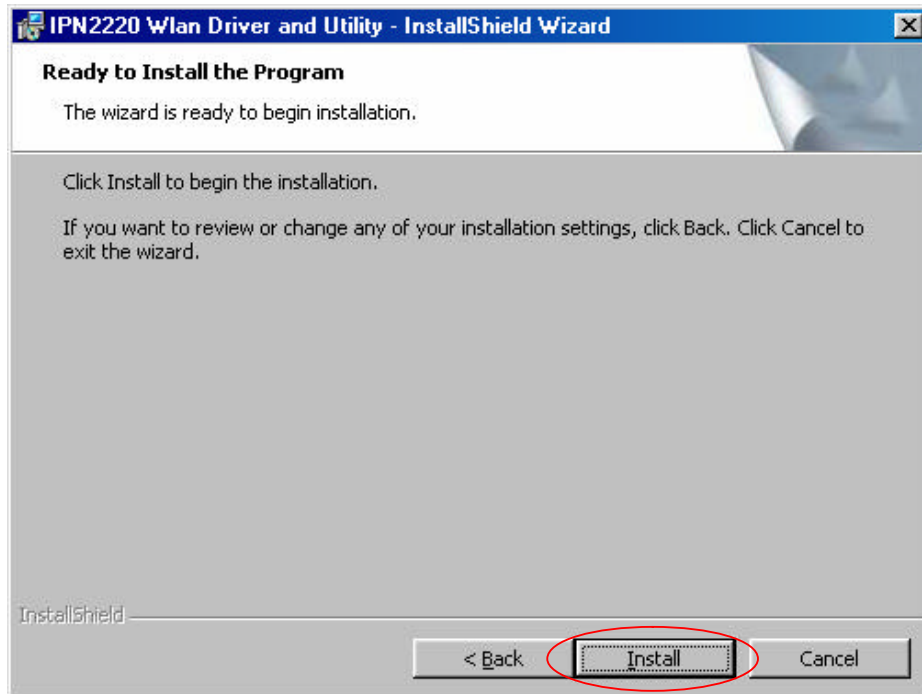 IPN2220 Wlan Driver and Utility - InstallShield Wizard
Ready to Install the Program
The wizard is ready to begin installation.
Click Install to begin the installation.
If you want to review or change any of your installation settings, click Back. Click Cancel to
exit the wizard.
InstallShield
< Back
Install
Cancel